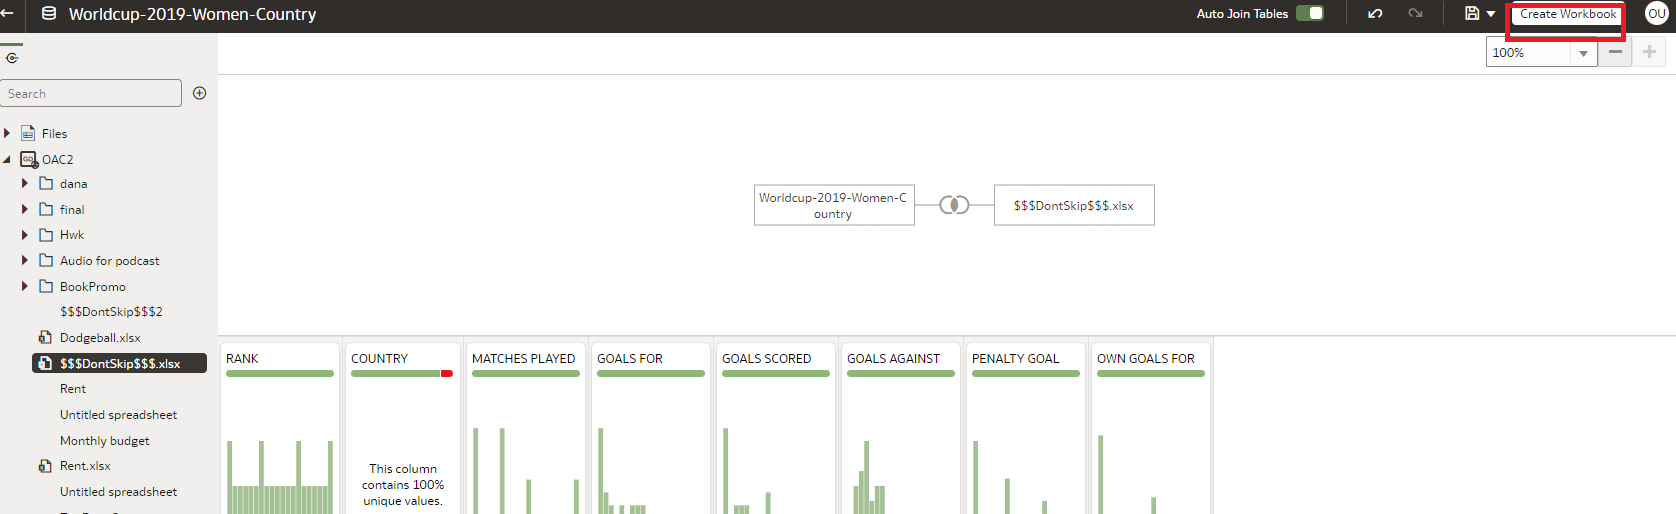 Worldcup-2019-Women-Country
Auto Join Tables
Create Workbook
OU
100%
Search
Files
GD
OAC2
dana
final
Hwk
Audio for podcast
BookPromo
$$$DontSkip$$$2
Dodgeball.xlsx
$$$DontSkip$$$.xlsx
Rent
Untitled spreadsheet
Monthly budget
Rent.xlsx
Untitled spreadsheet
Worldcup-2019-Women-C
ountry
$$$DontSkip$$$.xlsx
RANK
COUNTRY
MATCHES PLAYED
GOALS FOR
GOALS SCORED
GOALS AGAINST
PENALTY GOAL
OWN GOALS FOR
This column
contains 100%
unique values.